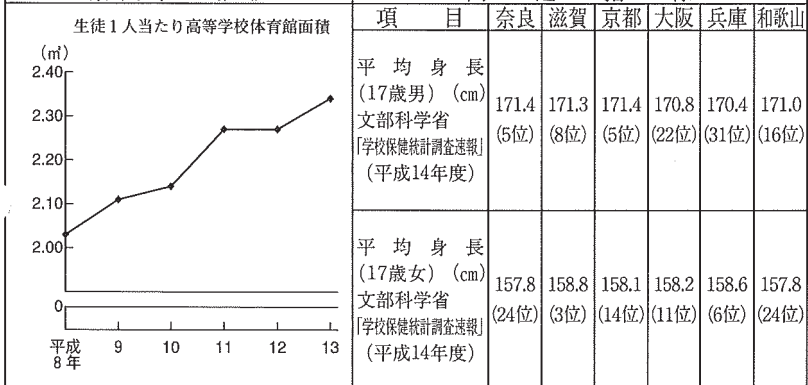 生徒1人当たり高等学校体育館面積
(㎡)
2.40
2.30
2.20
2.10
2.00
0
平成
8年
9
10
11
12
13
項目 奈良 滋賀 京都 大阪 兵庫 和歌山
平均身長
(17歳男) (cm)
文部科学省
「学校保健統計調査速報」
(平成14年度)
171.4 171.3 171.4 170.8 170.4 171.0
(5位) (8位) (5位) (22位) (31位) (16位)
平均身長
(17歳女) (cm)
文部科学省
「学校保健統計調査速報」
(平成14年度)
157.8 158.8 158.1 158.2 158.6 157.8
(24位) (3位) (14位) (11位) (6位) (24位)